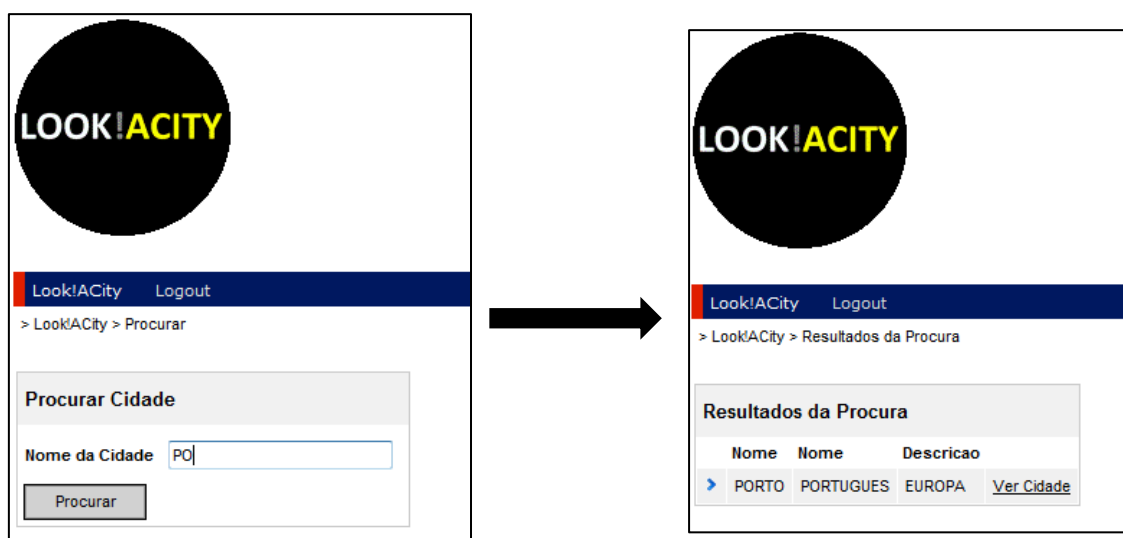 LOOK!ACITY
Look!ACity Logout
> Look!ACity > Procurar
Procurar Cidade
Nome da Cidade PO
Procurar
LOOK!ACITY
Look!ACity Logout
> Look!ACity > Resultados da Procura
Resultados da Procura
Nome Nome Descricao
PORTO PORTUGUES EUROPA Ver Cidade